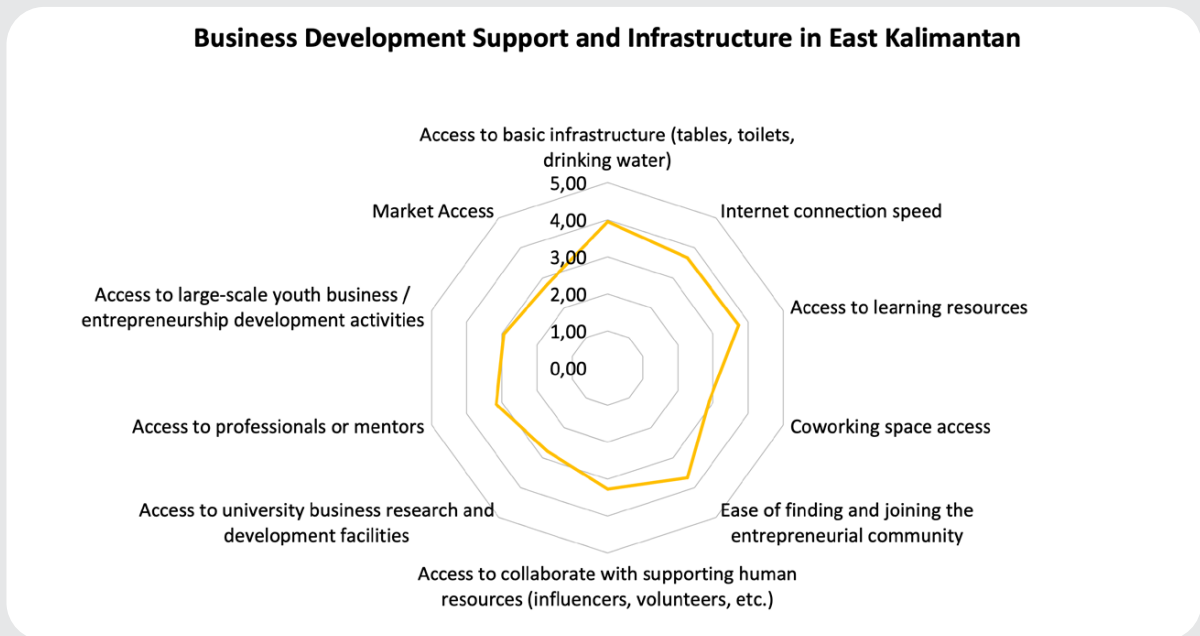 Business Development Support and Infrastructure in East Kalimantan
Access to basic infrastructure (tables, toilets,
drinking water)
5,00
Market Access
4,00
Internet connection speed
3,00
Access to large-scale youth business /
entrepreneurship development activities
2,00
Access to learning resources
1,00
0,00
Access to professionals or mentors
Coworking space access
Access to university business research and
development facilities
Ease of finding and joining the
entrepreneurial community
Access to collaborate with supporting human
resources (influencers, volunteers, etc.)